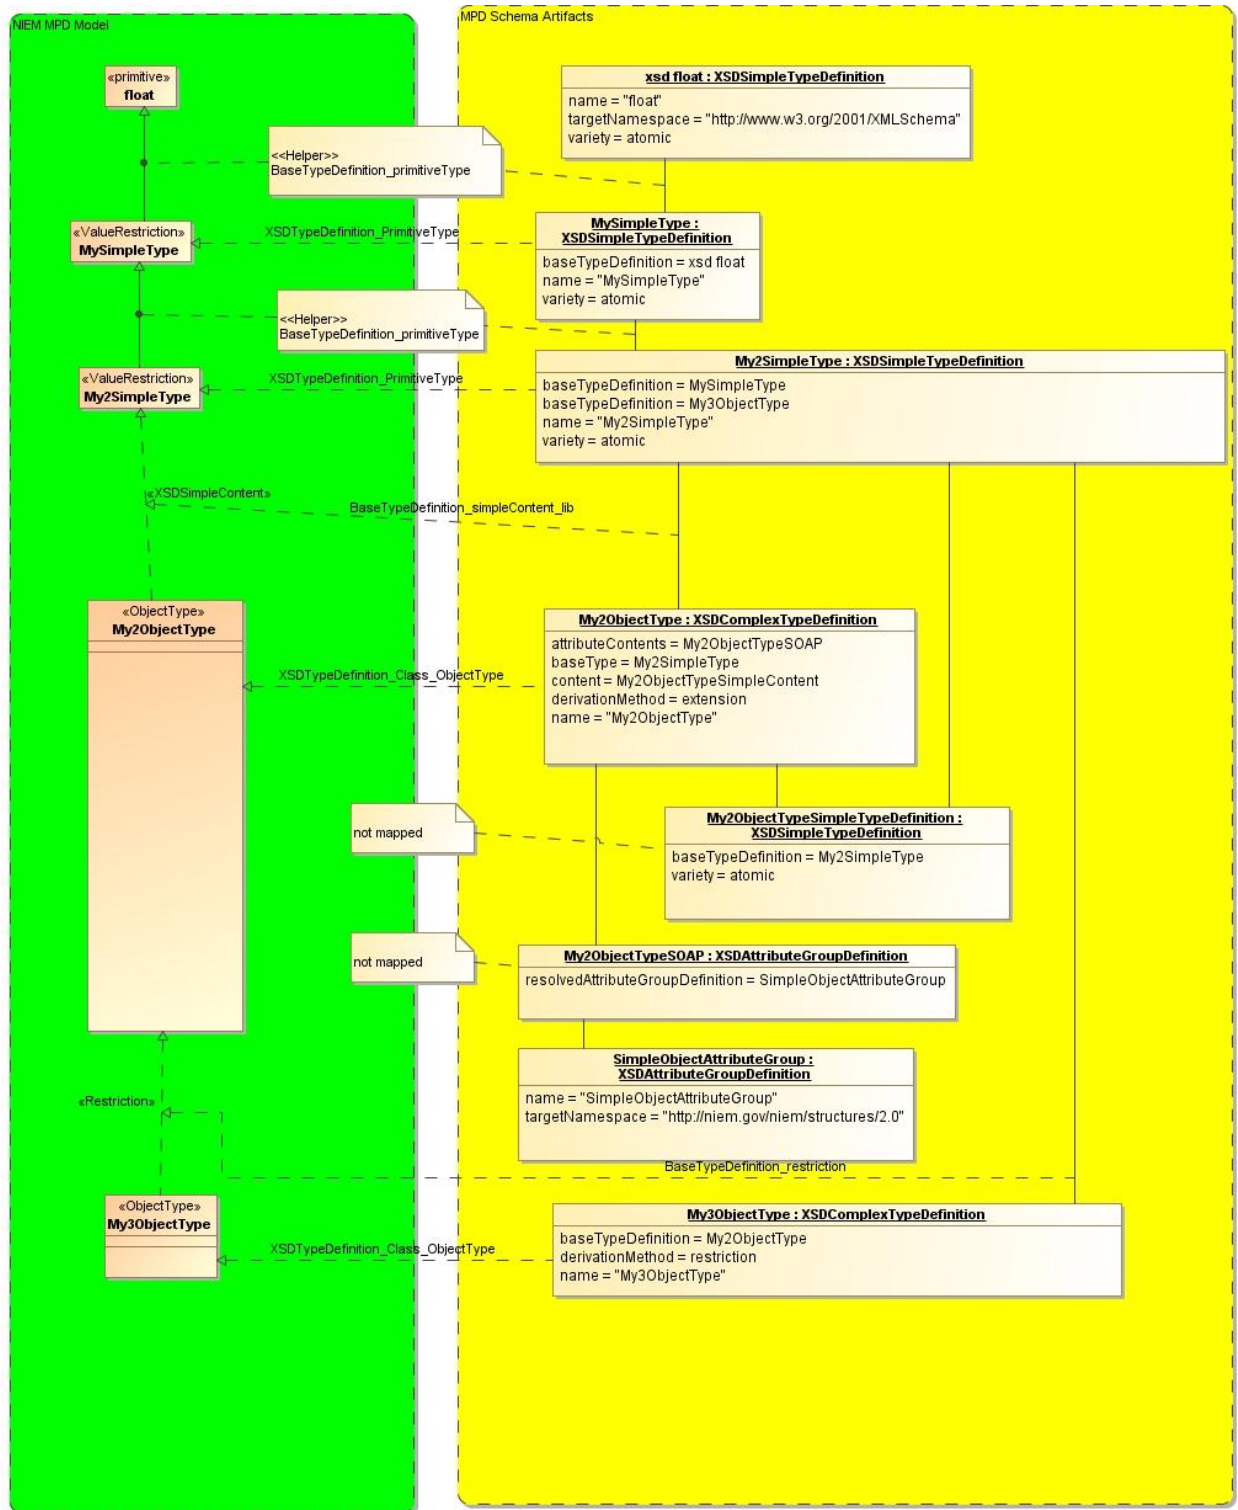 NIEM MPD Model
MPD Schema Artifacts
«primitive»
float
xsd float : XSDSimpleTypeDefinition
name = "float"
targetNamespace = "http://www.w3.org/2001/XMLSchema"
variety = atomic
<<Helper>>
BaseTypeDefinition_primitiveType
«ValueRestriction»
MySimpleType
XSDTypeDefinition_PrimitiveType
MySimpleType :
XSDSimpleTypeDefinition
baseTypeDefinition = xsd float
name = "MySimpleType"
variety = atomic
<<Helper>>
BaseTypeDefinition_primitiveType
«ValueRestriction»
My2SimpleType
XSDTypeDefinition_PrimitiveType
My2SimpleType : XSDSimpleTypeDefinition
baseTypeDefinition = MySimpleType
baseTypeDefinition = My3ObjectType
name = "My2SimpleType"
variety = atomic
«XSDSimpleContent»
BaseTypeDefinition_simpleContent_lib
«ObjectType»
My2ObjectType
My2ObjectType : XSDComplexTypeDefinition
attributeContents = My2ObjectTypeSOAP
baseType = My2SimpleType
content = My2ObjectTypeSimpleContent
derivationMethod = extension
name = "My2ObjectType"
XSDTypeDefinition_Class_ObjectType
not mapped
My2ObjectTypeSimpleTypeDefinition :
XSDSimpleTypeDefinition
baseTypeDefinition = My2SimpleType
variety = atomic
not mapped
My2ObjectTypeSOAP : XSDAttributeGroupDefinition
resolvedAttributeGroupDefinition = SimpleObjectAttributeGroup
SimpleObjectAttributeGroup :
XSDAttributeGroupDefinition
name = "SimpleObjectAttributeGroup"
targetNamespace = "http://niem.gov/niem/structures/2.0"
«Restriction»
BaseTypeDefinition_restriction
«ObjectType»
My3ObjectType
XSDTypeDefinition_Class_ObjectType
My3ObjectType : XSDComplexTypeDefinition
baseTypeDefinition = My2ObjectType
derivationMethod = restriction
name = "My3ObjectType"